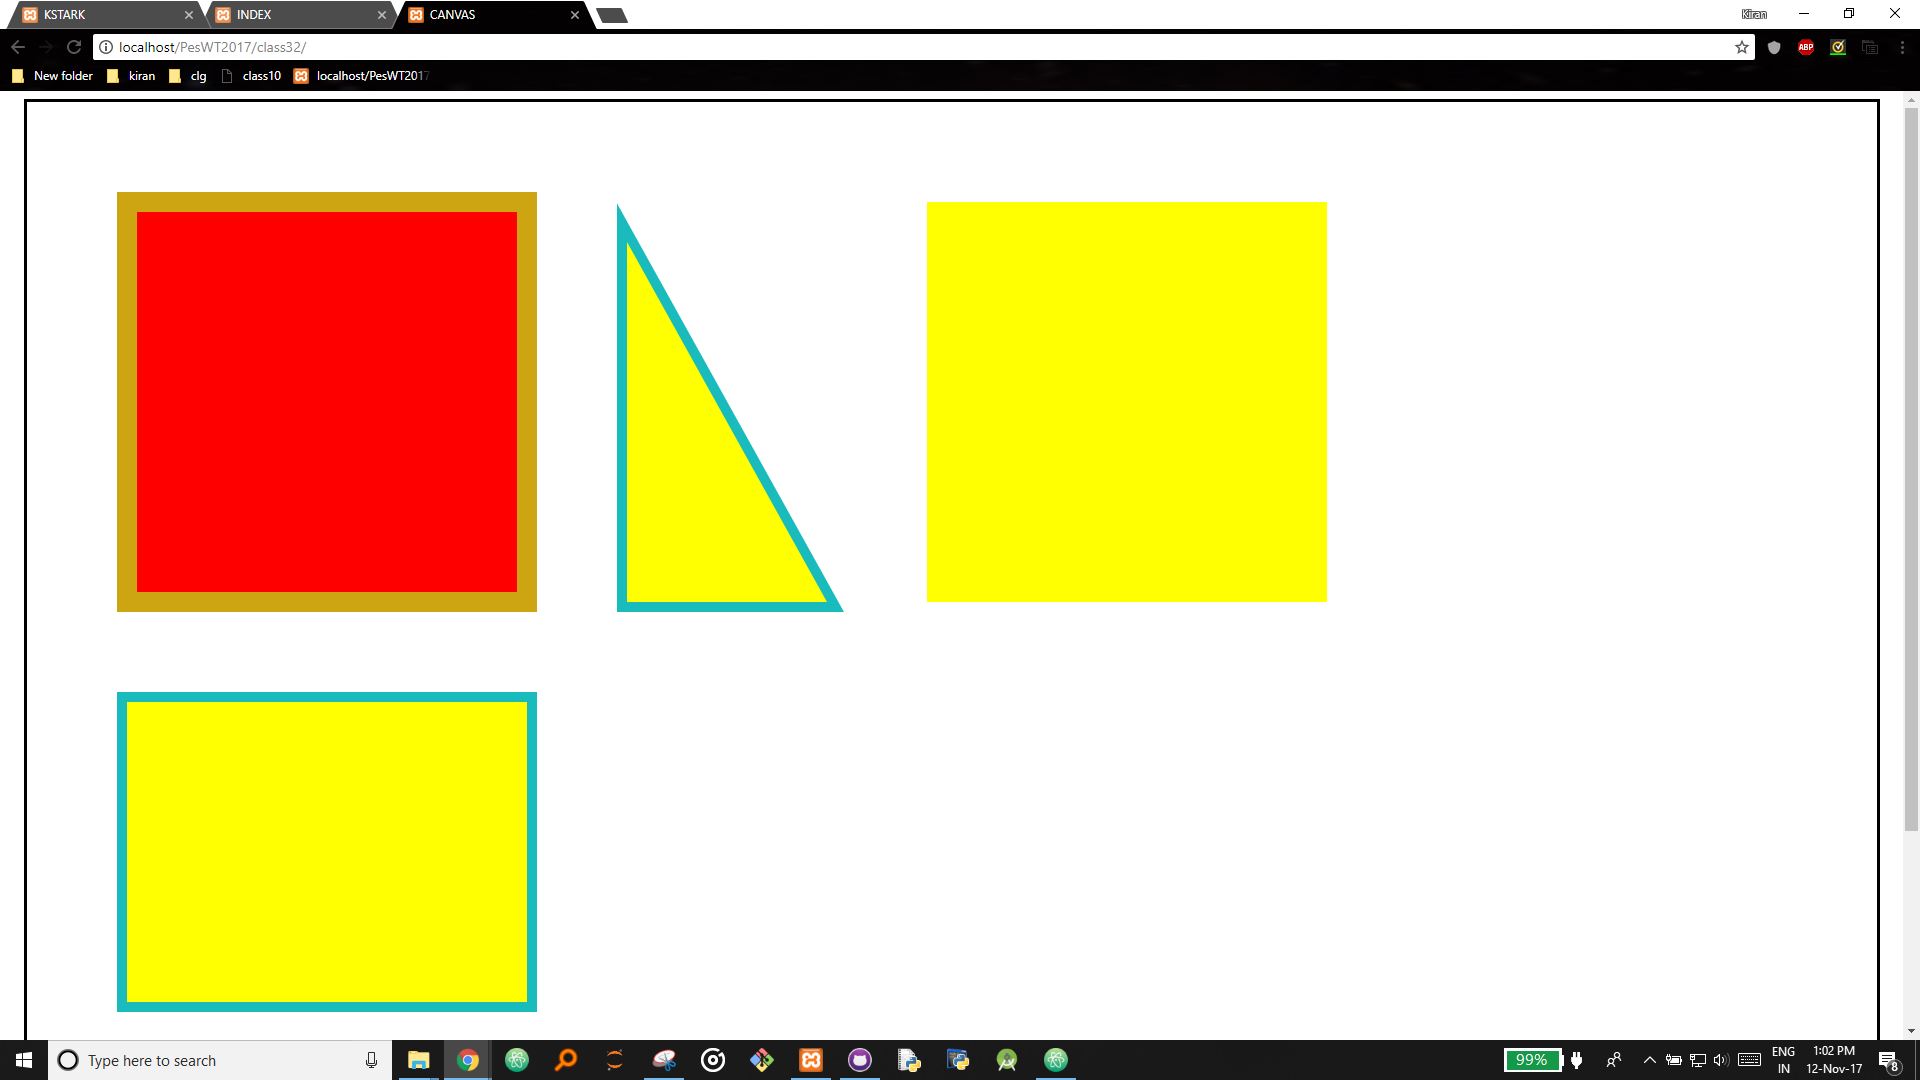 KSTARK
INDEX
CANVAS
Kiran
localhost/PesWT2017/class32/
ABP
New folder
kiran
clg
class10
localhost/PesWT2017
Type here to search
99%
ENG
IN
1:02 PM
12-Nov-17
8